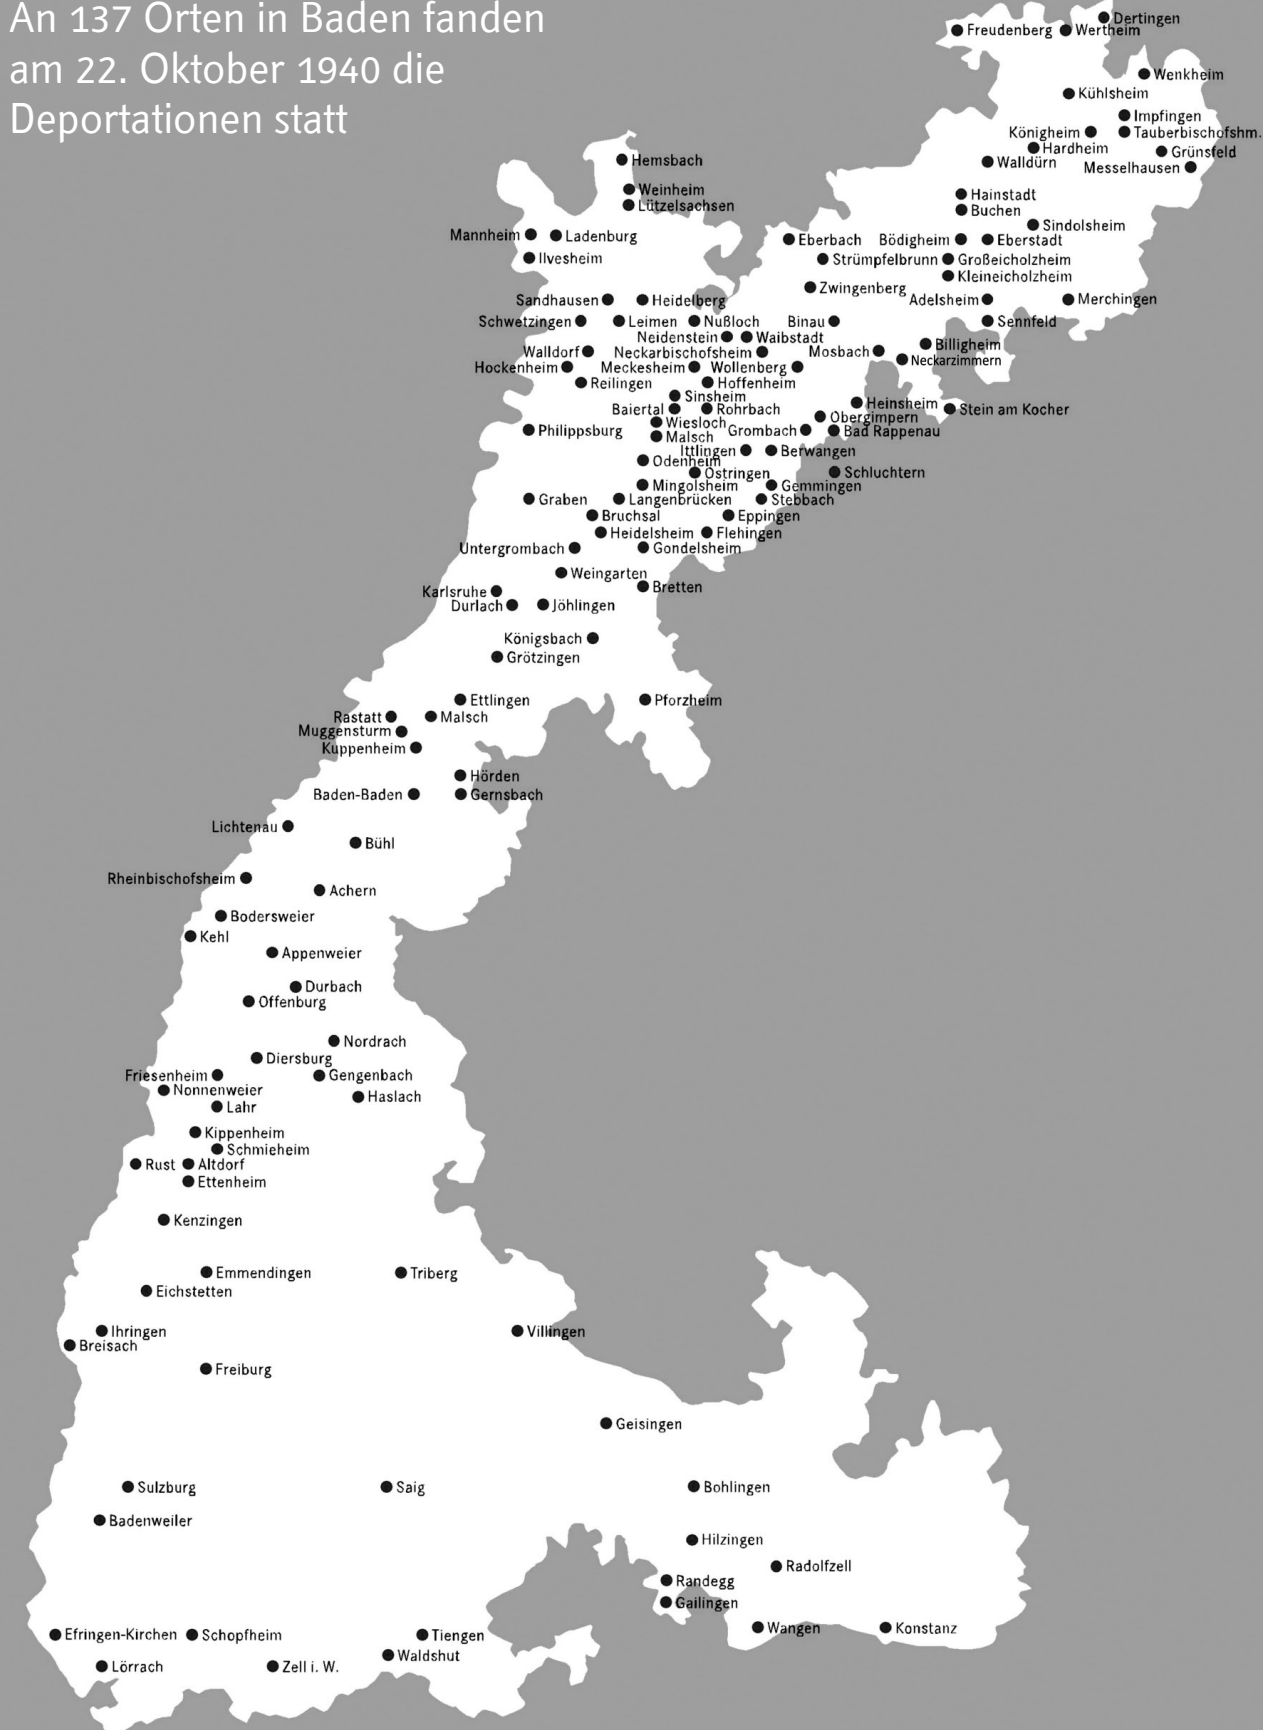 An 137 Orten in Baden fanden
am 22. Oktober 1940 die
Deportationen statt
Dertingen
Freudenberg
Wertheim
Wenkheim
Kühlsheim
Impfingen
Königheim
Tauberbischofshm.
Hardheim
Grünsfeld
Walldürn
Messelhausen
Hemsbach
Weinheim
Lützelsachsen
Hainstadt
Buchen
Sindolsheim
Mannheim
Ladenburg
Eberbach
Bödigheim
Eberstadt
Ilvesheim
Strümpfelbrunn
Großeicholzheim
Kleineicholzheim
Zwingenberg
Sandhausen
Heidelberg
Adelsheim
Merchingen
Schwetzingen
Leimen
Nußloch
Binau
Sennfeld
Neidenstein
Waibstadt
Billigheim
Walldorf
Neckarbischofsheim
Mosbach
Neckarzimmern
Hockenheim
Meckesheim
Wollenberg
Reilingen
Hoffenheim
Sinsheim
Heinsheim
Baiertal
Rohrbach
Stein am Kocher
Obergimpern
Wiesloch
Philippsburg
Malsch
Grombach
Bad Rappenau
Ittlingen
Berwangen
Odenheim
Östringen
Schluchtern
Mingolsheim
Gemmingen
Graben
Langenbrücken
Stebbach
Bruchsal
Eppingen
Heidelsheim
Flehingen
Untergrombach
Gondelsheim
Weingarten
Bretten
Karlsruhe
Durlach
Jöhlingen
Königsbach
Grötzingen
Ettlingen
Pforzheim
Rastatt
Malsch
Muggensturm
Kuppenheim
Hörden
Baden-Baden
Gernsbach
Lichtenau
Bühl
Rheinbischofsheim
Achern
Bodersweier
Kehl
Appenweier
Durbach
Offenburg
Nordrach
Diersburg
Friesenheim
Gengenbach
Nonnenweier
Haslach
Lahr
Kippenheim
Schmieheim
Rust
Altdorf
Ettenheim
Kenzingen
Emmendingen
Triberg
Eichstetten
Ihringen
Villingen
Breisach
Freiburg
Geisingen
Sulzburg
Saig
Bohlingen
Badenweiler
Hilzingen
Radolfzell
Randegg
Gailingen
Wangen
Konstanz
Efringen-Kirchen
Schopfheim
Tiengen
Waldshut
Lörrach
Zell i. W.